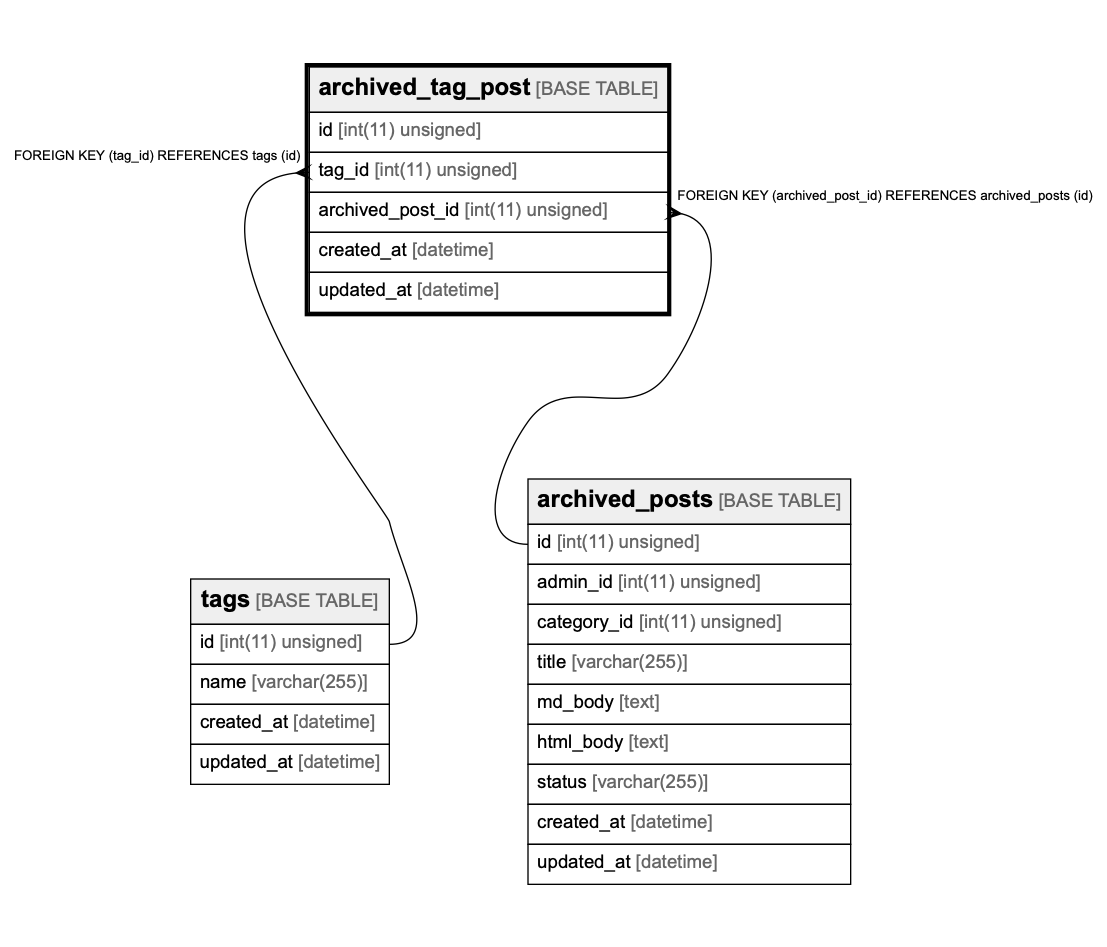 archived_tag_post [BASE TABLE]
id [int(11) unsigned]
FOREIGN KEY (tag_id) REFERENCES tags (id)
tag_id [int(11) unsigned]
archived_post_id [int(11) unsigned]
FOREIGN KEY (archived_post_id) REFERENCES archived_posts (id)
created_at [datetime]
updated_at [datetime]
archived_posts [BASE TABLE]
id [int(11) unsigned]
admin_id [int(11) unsigned]
category_id [int(11) unsigned]
title [varchar(255)]
md_body [text]
html_body [text]
status [varchar(255)]
created_at [datetime]
updated_at [datetime]
tags [BASE TABLE]
id [int(11) unsigned]
name [varchar(255)]
created_at [datetime]
updated_at [datetime]